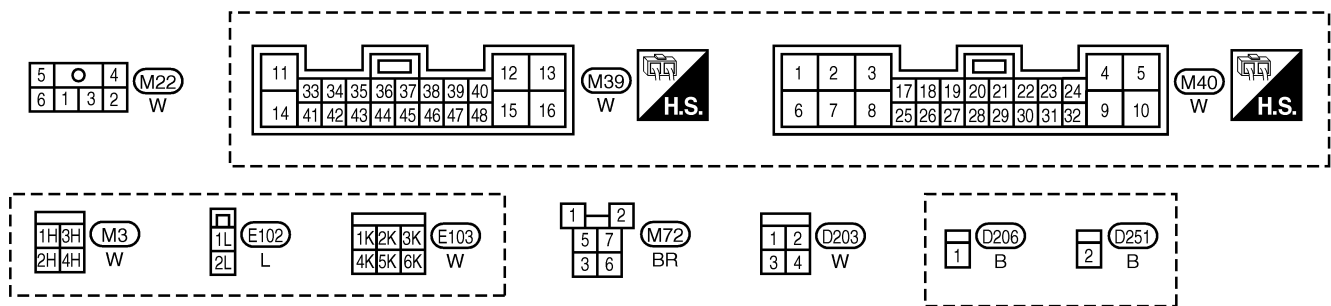 5 4
6 1 3 2
M22
W
11 12 13
33 34 35 36 37 38 39 40
14 41 42 43 44 45 46 47 48 15 16
M39
W
H.S.
1 2 3 4 5
17 18 19 20 21 22 23 24
6 7 8 25 26 27 28 29 30 31 32 9 10
M40
W
H.S.
1H 3H
2H 4H
M3
W
1L
2L
E102
L
1K 2K 3K
4K 5K 6K
E103
W
1 2
5 7
3 6
M72
BR
1 2
3 4
D203
W
1
D206
B
2
D251
B